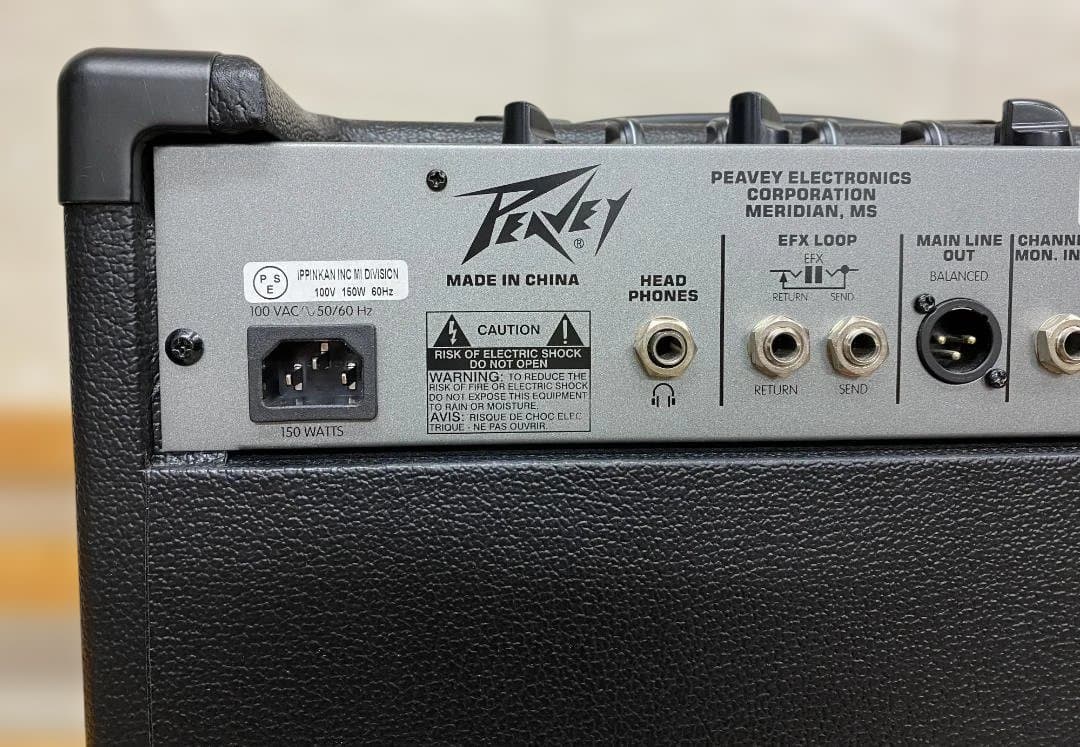 PEAVEY
®
MADE IN CHINA
PEAVEY ELECTRONICS
CORPORATION
MERIDIAN, MS
P S
E
IPPINKAN INC MI DIVISION
100V 150W 60Hz
100 VAC ∿ 50/60 Hz
150 WATTS
CAUTION
RISK OF ELECTRIC SHOCK
DO NOT OPEN
WARNING: TO REDUCE THE
RISK OF FIRE OR ELECTRIC SHOCK
DO NOT EXPOSE THIS EQUIPMENT
TO RAIN OR MOISTURE.
AVIS: RISQUE DE CHOC ELEC
TRIQUE - NE PAS OUVRIR.
HEAD
PHONES
EFX LOOP
EFX
RETURN SEND
RETURN SEND
MAIN LINE
OUT
BALANCED
CHANNE
MON. IN